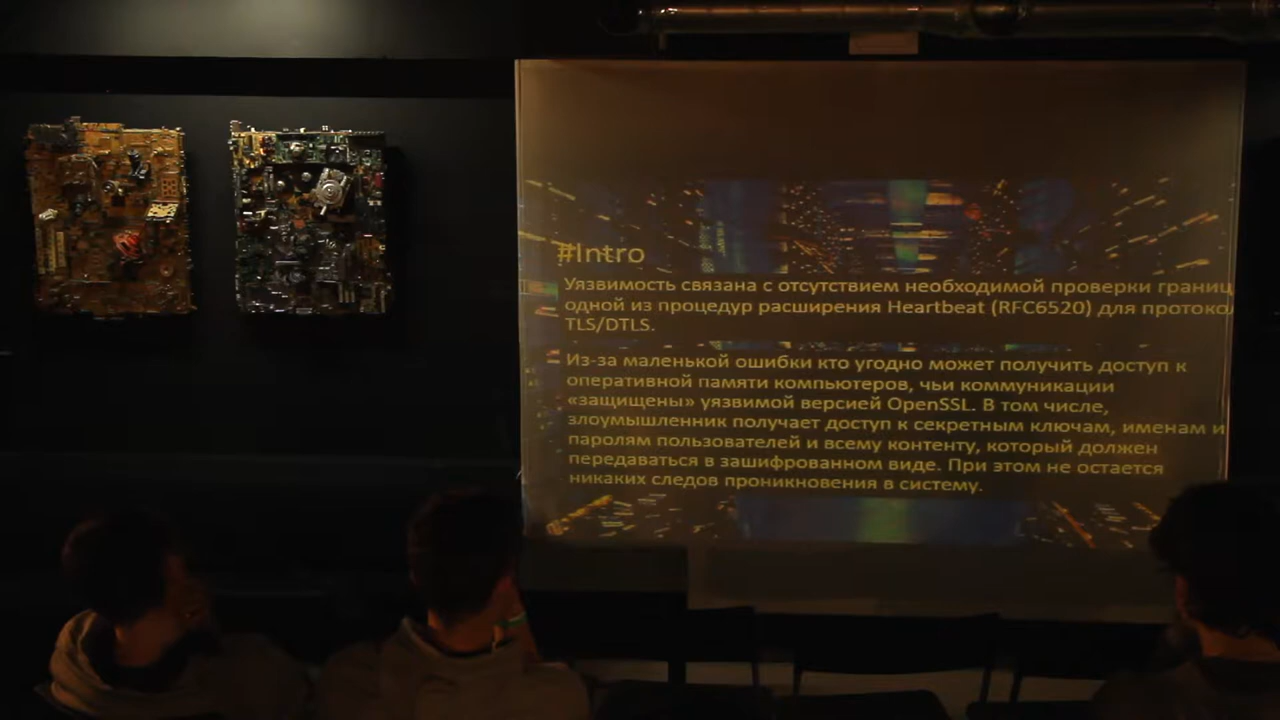 #Intro
Уязвимость связана с отсутствием необходимой проверки границ
одной из процедур расширения Heartbeat (RFC6520) для протокол
TLS/DTLS.
Из-за маленькой ошибки кто угодно может получить доступ к
оперативной памяти компьютеров, чьи коммуникации
«защищены» уязвимой версией OpenSSL. В том числе,
злоумышленник получает доступ к секретным ключам, именам и
паролям пользователей и всему контенту, который должен
передаваться в зашифрованном виде. При этом не остается
никаких следов проникновения в систему.